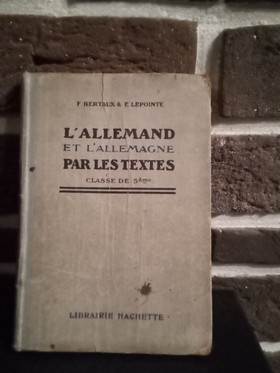 F. BERTAUX & E. LEPOINTE
L'ALLEMAND
ET L'ALLEMAGNE
PAR LES TEXTES
CLASSE DE 5ème
LIBRAIRIE HACHETTE